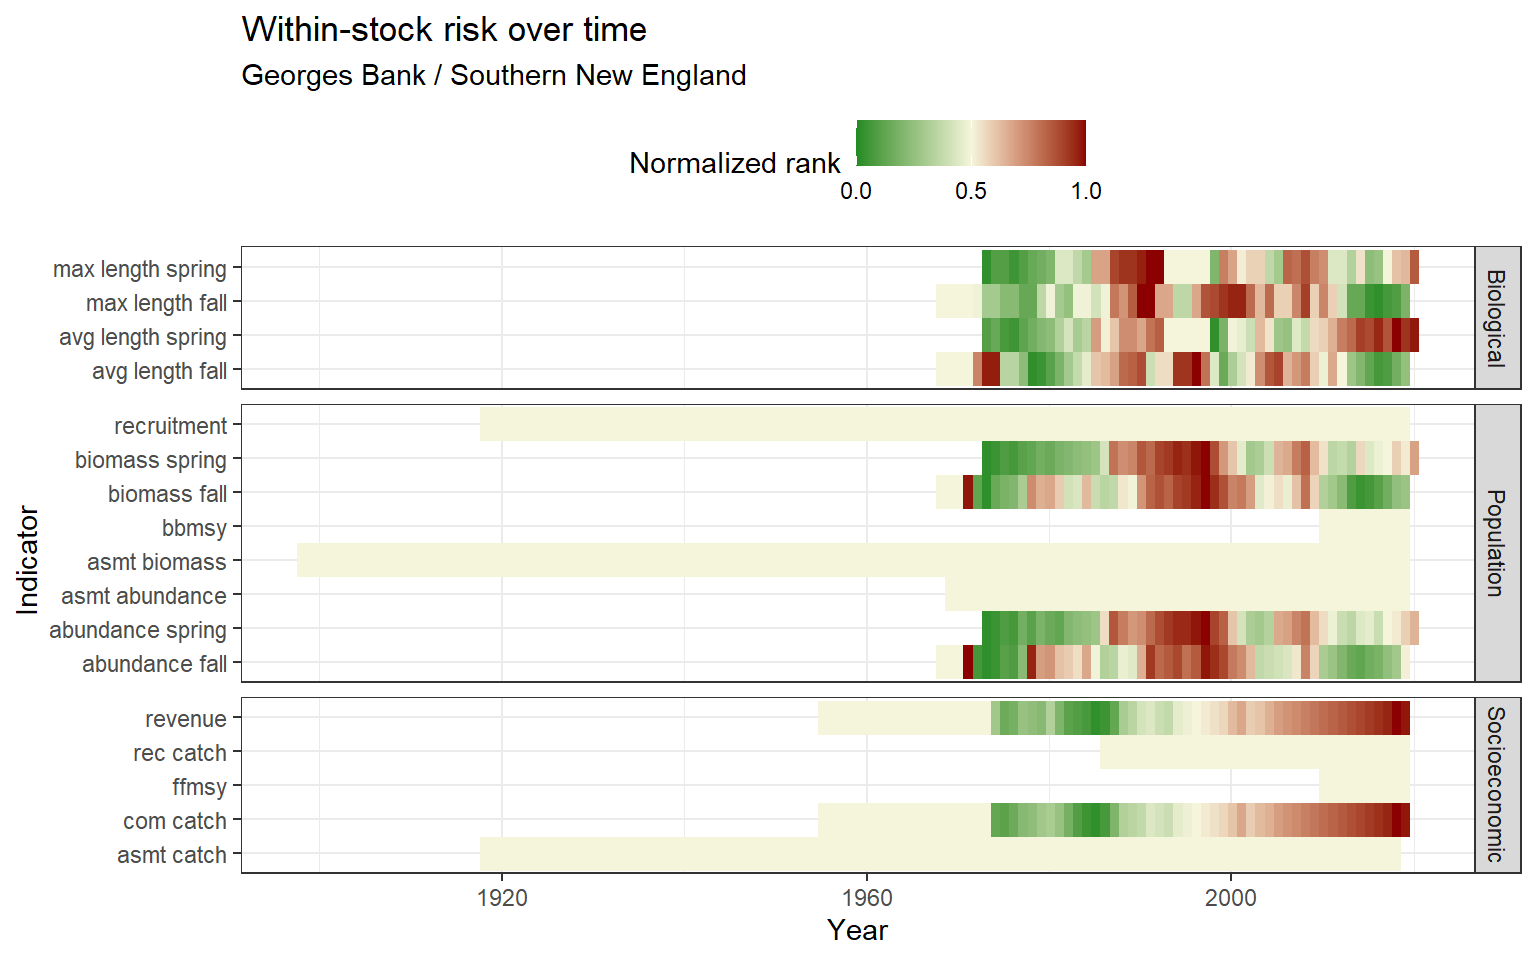 Within-stock risk over time
Georges Bank / Southern New England
Normalized rank
0.0 0.5 1.0
Indicator
max length spring
max length fall
avg length spring
avg length fall
Biological
recruitment
biomass spring
biomass fall
bbmsy
asmt biomass
asmt abundance
abundance spring
abundance fall
Population
revenue
rec catch
ffmsy
com catch
asmt catch
Socioeconomic
1920 1960 2000
Year